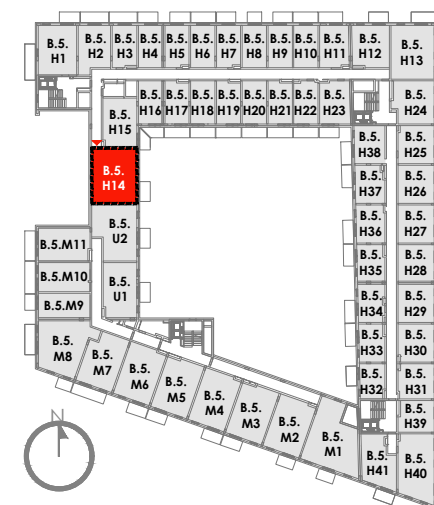 B.5. H1
B.5. H2
B.5. H3
B.5. H4
B.5. H5
B.5. H6
B.5. H7
B.5. H8
B.5. H9
B.5. H10
B.5. H11
B.5. H12
B.5. H13
B.5. H15
B.5. H16
B.5. H17
B.5. H18
B.5. H19
B.5. H20
B.5. H21
B.5. H22
B.5. H23
B.5. H24
B.5. H38
B.5. H25
B.5. H14
B.5. H37
B.5. H26
B.5. U2
B.5. H36
B.5. H27
B.5.M11
B.5. H35
B.5. H28
B.5.M10
B.5. U1
B.5. H34
B.5. H29
B.5.M9
B.5. H33
B.5. H30
B.5. M8
B.5. M7
B.5. M6
B.5. M5
B.5. M4
B.5. M3
B.5. M2
B.5. M1
B.5. H32
B.5. H31
B.5. H39
B.5. H41
B.5. H40
N